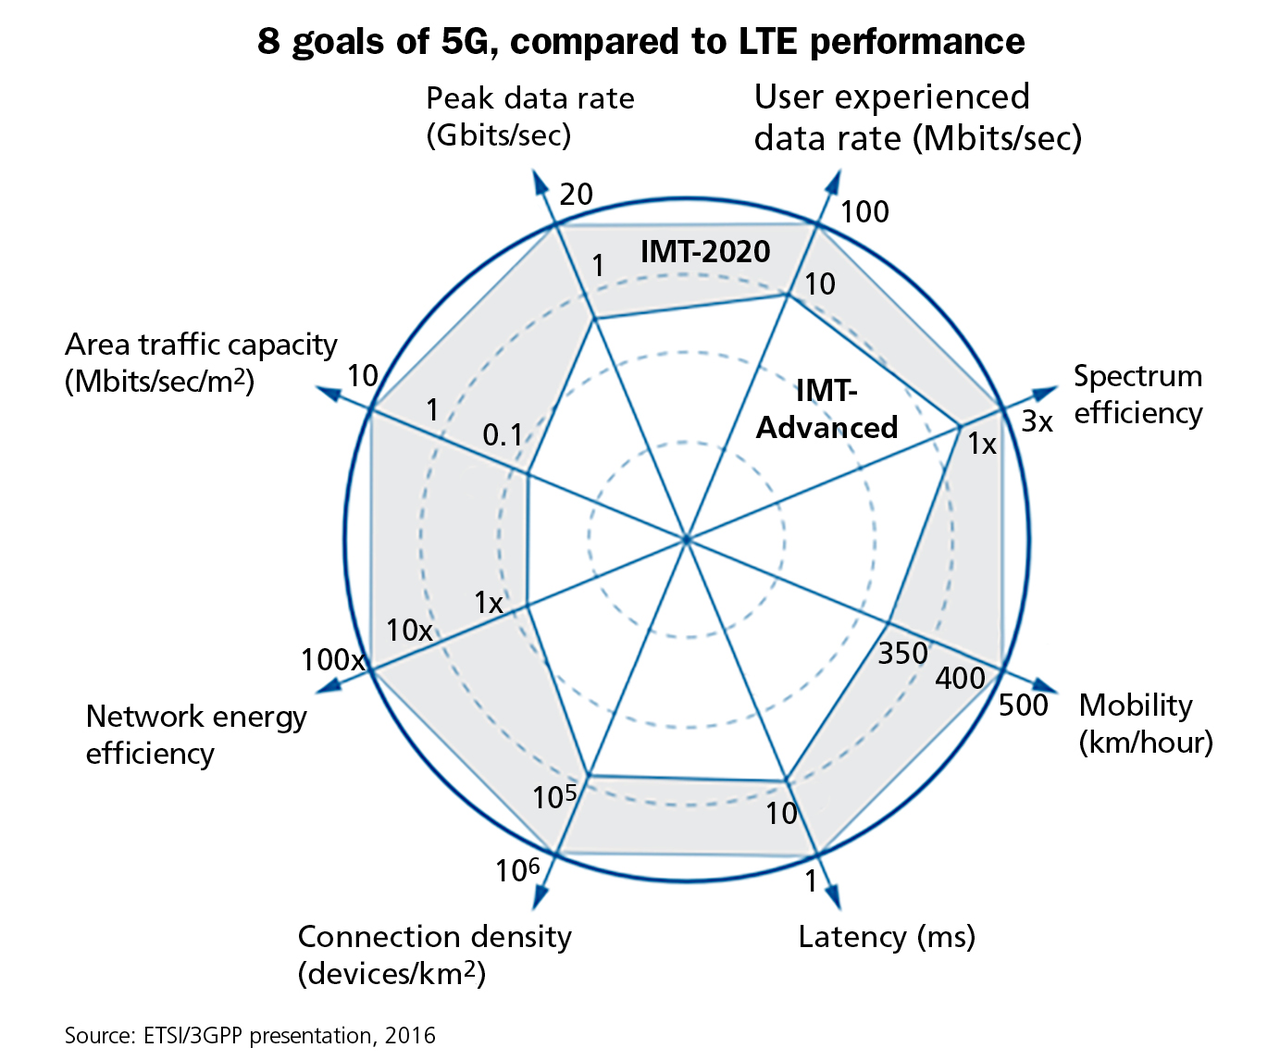 8 goals of 5G, compared to LTE performance
Peak data rate
(Gbits/sec)
User experienced
data rate (Mbits/sec)
20
100
IMT-2020
1
10
Area traffic capacity
(Mbits/sec/m²)
10
1
0.1
IMT-
Advanced
Spectrum
efficiency
3x
1x
1x
10x
100x
Network energy
efficiency
350
400
500
Mobility
(km/hour)
10⁵
10
10⁶
1
Connection density
(devices/km²)
Latency (ms)
Source: ETSI/3GPP presentation, 2016